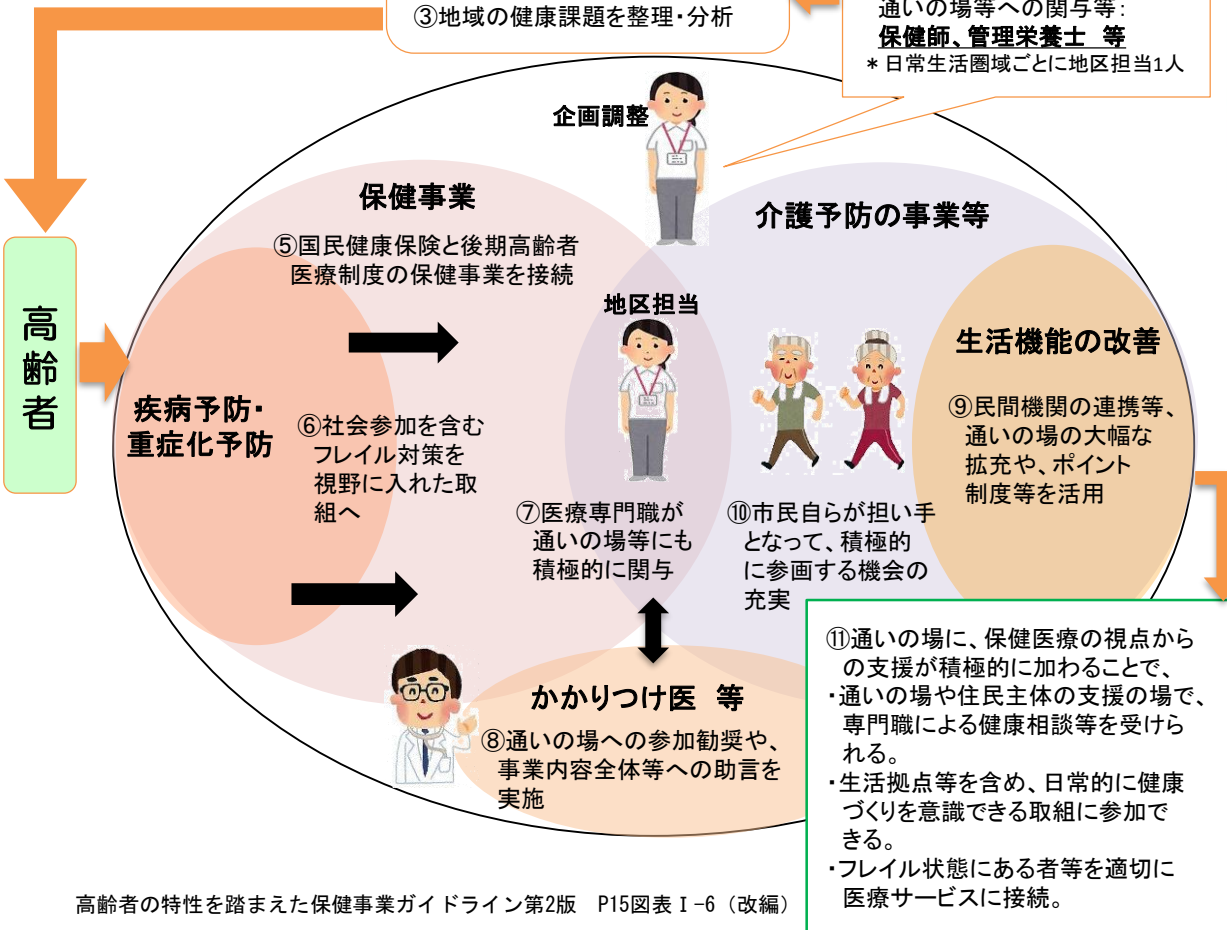 ③地域の健康課題を整理・分析
通いの場等への関与等：
保健師、管理栄養士　等
＊日常生活圏域ごとに地区担当1人
企画調整
保健事業
⑤国民健康保険と後期高齢者
医療制度の保健事業を接続
介護予防の事業等
高齢者
地区担当
疾病予防・
重症化予防
⑥社会参加を含む
フレイル対策を
視野に入れた取
組へ
生活機能の改善
⑨民間機関の連携等、
通いの場の大幅な
拡充や、ポイント
制度等を活用
⑦医療専門職が
通いの場等にも
積極的に関与
⑩市民自らが担い手
となって、積極的
に参画する機会の
充実
かかりつけ医　等
⑧通いの場への参加勧奨や、
事業内容全体等への助言を
実施
⑪通いの場に、保健医療の視点から
の支援が積極的に加わることで、
・通いの場や住民主体の支援の場で、
専門職による健康相談等を受けら
れる。
・生活拠点等を含め、日常的に健康
づくりを意識できる取組に参加で
きる。
・フレイル状態にある者等を適切に
医療サービスに接続。
高齢者の特性を踏まえた保健事業ガイドライン第2版　P15図表Ⅰ-6（改編）